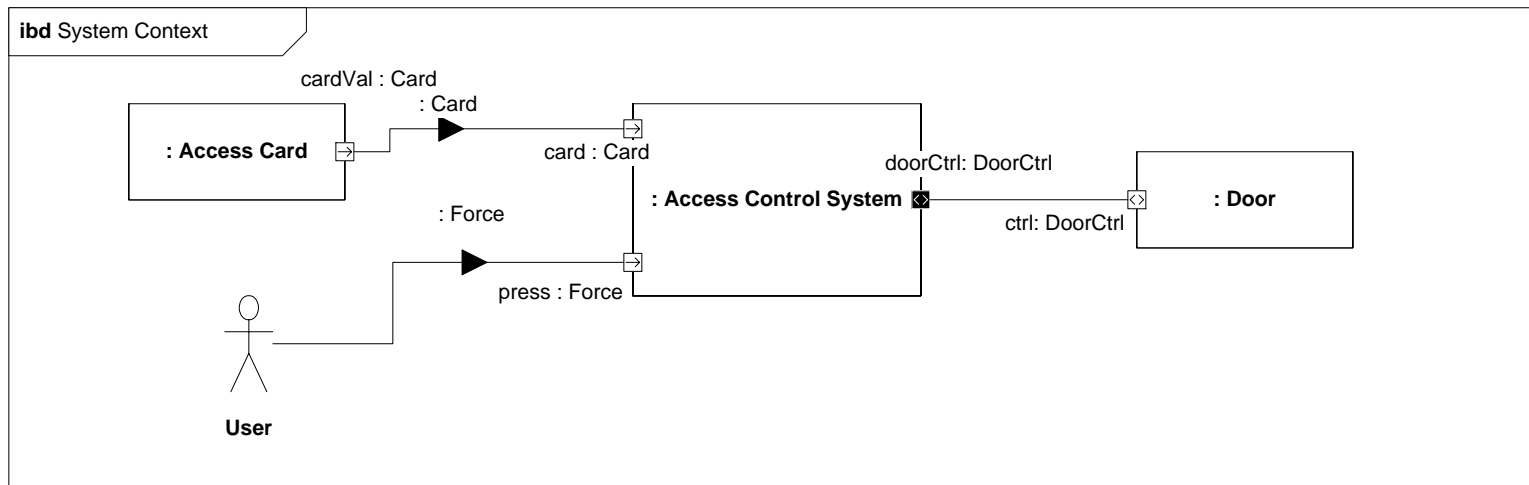 ibd System Context
cardVal : Card
: Card
: Access Card
card : Card
doorCtrl: DoorCtrl
: Access Control System
: Door
: Force
ctrl: DoorCtrl
press : Force
User